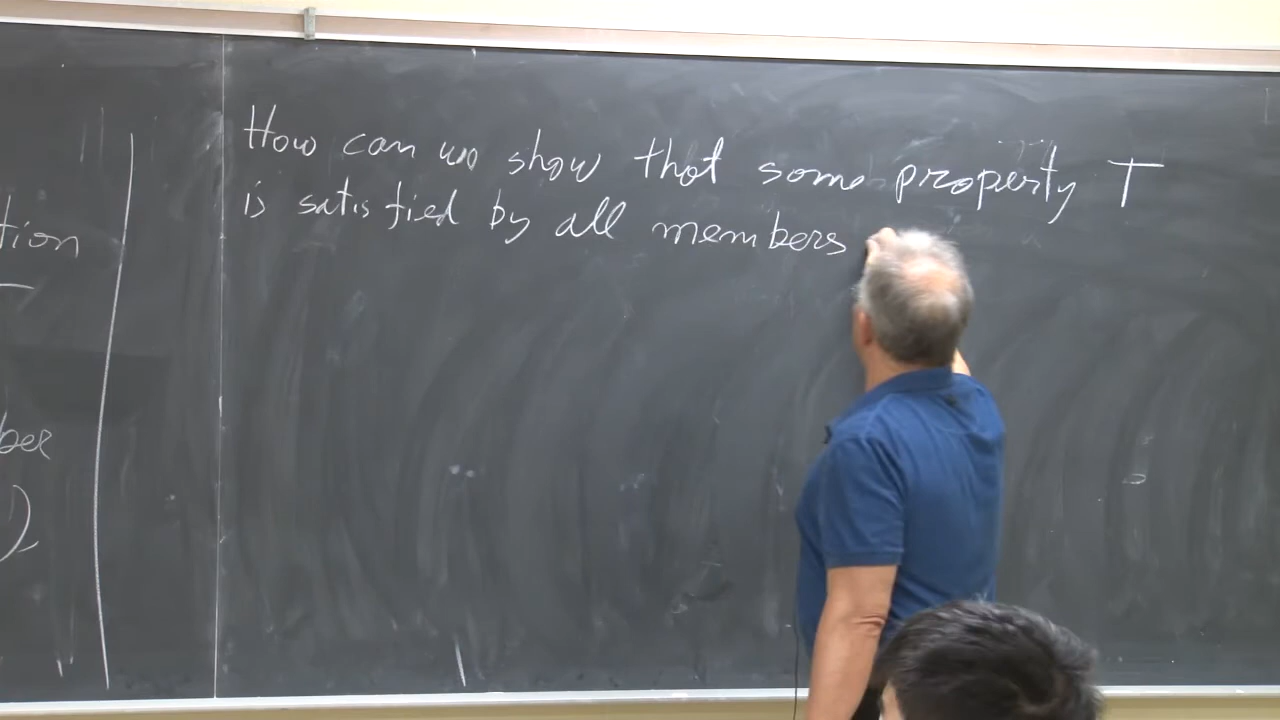 How can we show that some property T
is satisfied by all members
tion
ber
)